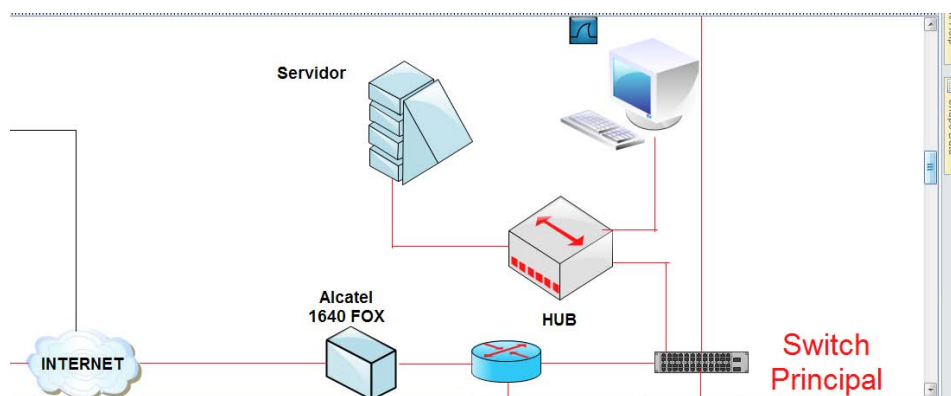 Servidor
Alcatel
1640 FOX
HUB
INTERNET
Switch
Principal